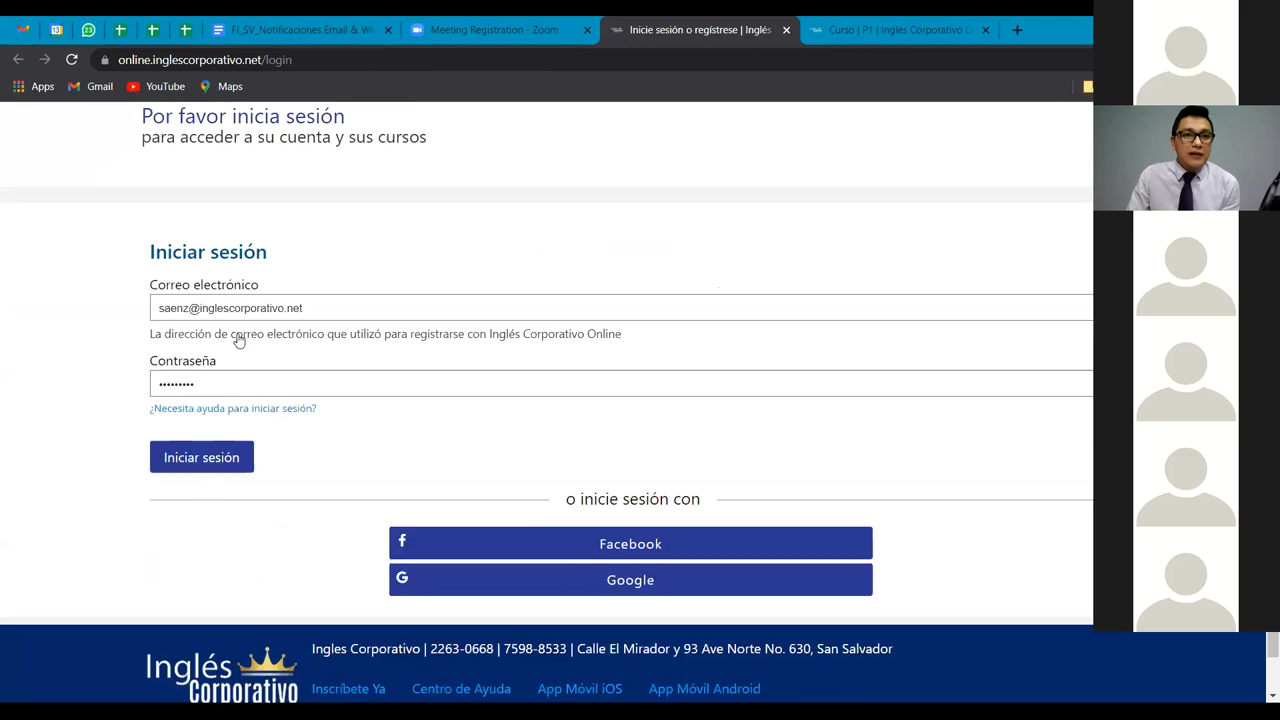 13
23
FI_SV_Notificaciones Email &
Meeting Registration - Zoom
Inicie sesión o regístrese | Inglés
Curso | P1 | Inglés Corporativo O
online.inglescorporativo.net/login
Apps
Gmail
YouTube
Maps
Por favor inicia sesión
para acceder a su cuenta y sus cursos
Iniciar sesión
Correo electrónico
saenz@inglescorporativo.net
La dirección de correo electrónico que utilizó para registrarse con Inglés Corporativo Online
Contraseña
•••••••••
¿Necesita ayuda para iniciar sesión?
Iniciar sesión
o inicie sesión con
f Facebook
G Google
Inglés
Corporativo
Ingles Corporativo | 2263-0668 | 7598-8533 | Calle El Mirador y 93 Ave Norte No. 630, San Salvador
Inscríbete Ya
Centro de Ayuda
App Móvil iOS
App Móvil Android